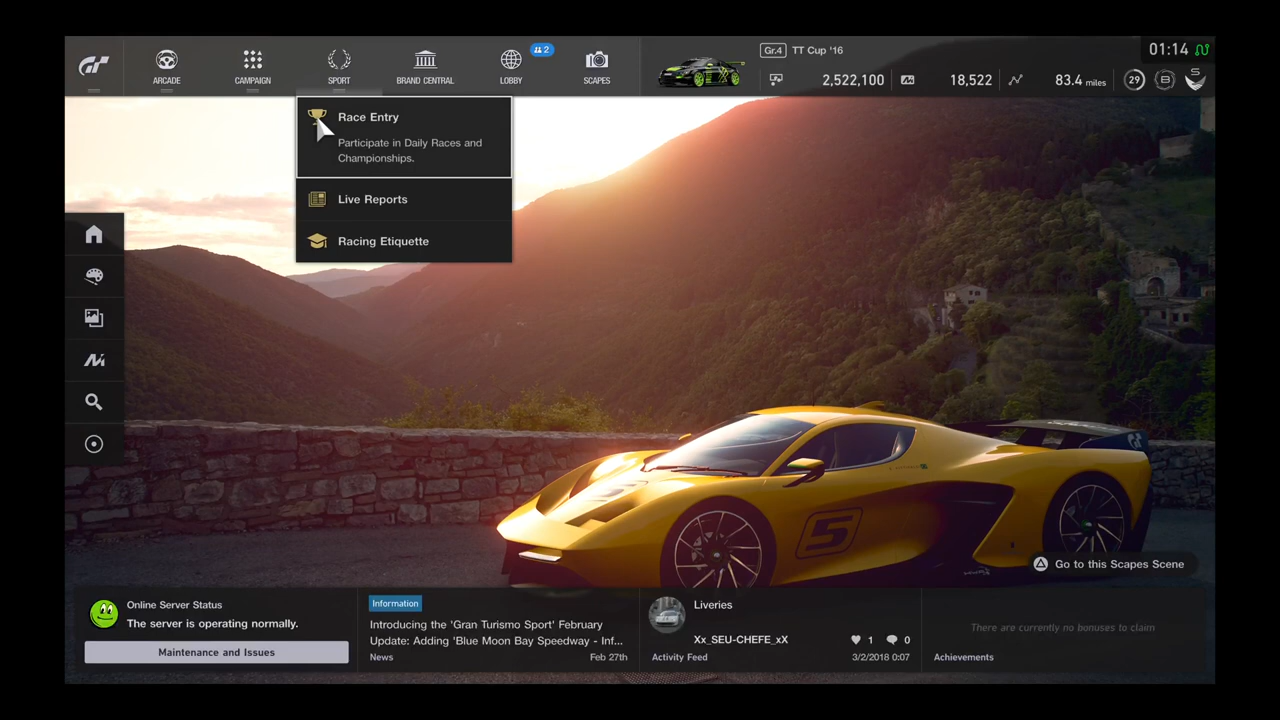 GT
ARCADE
CAMPAIGN
SPORT
BRAND CENTRAL
LOBBY
2
SCAPES
Gr.4 TT Cup '16
2,522,100
18,522
83.4 miles
29
B
S
01:14
Race Entry
Participate in Daily Races and
Championships.
Live Reports
Racing Etiquette
5
GT
Go to this Scapes Scene
Online Server Status
The server is operating normally.
Maintenance and Issues
Information
Introducing the 'Gran Turismo Sport' February
Update: Adding 'Blue Moon Bay Speedway - Inf...
News
Feb 27th
Liveries
Xx_SEU-CHEFE_xX
1
0
Activity Feed
3/2/2018 0:07
There are currently no bonuses to claim
Achievements